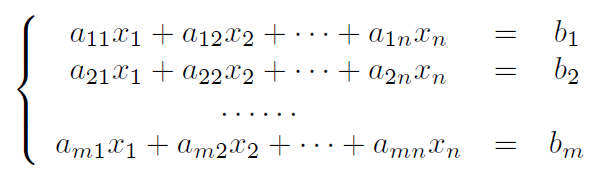 a₁₁x₁ + a₁₂x₂ + ⋯ + a₁ₙxₙ = b₁
a₂₁x₁ + a₂₂x₂ + ⋯ + a₂ₙxₙ = b₂
......
aₘ₁x₁ + aₘ₂x₂ + ⋯ + aₘₙxₙ = bₘ